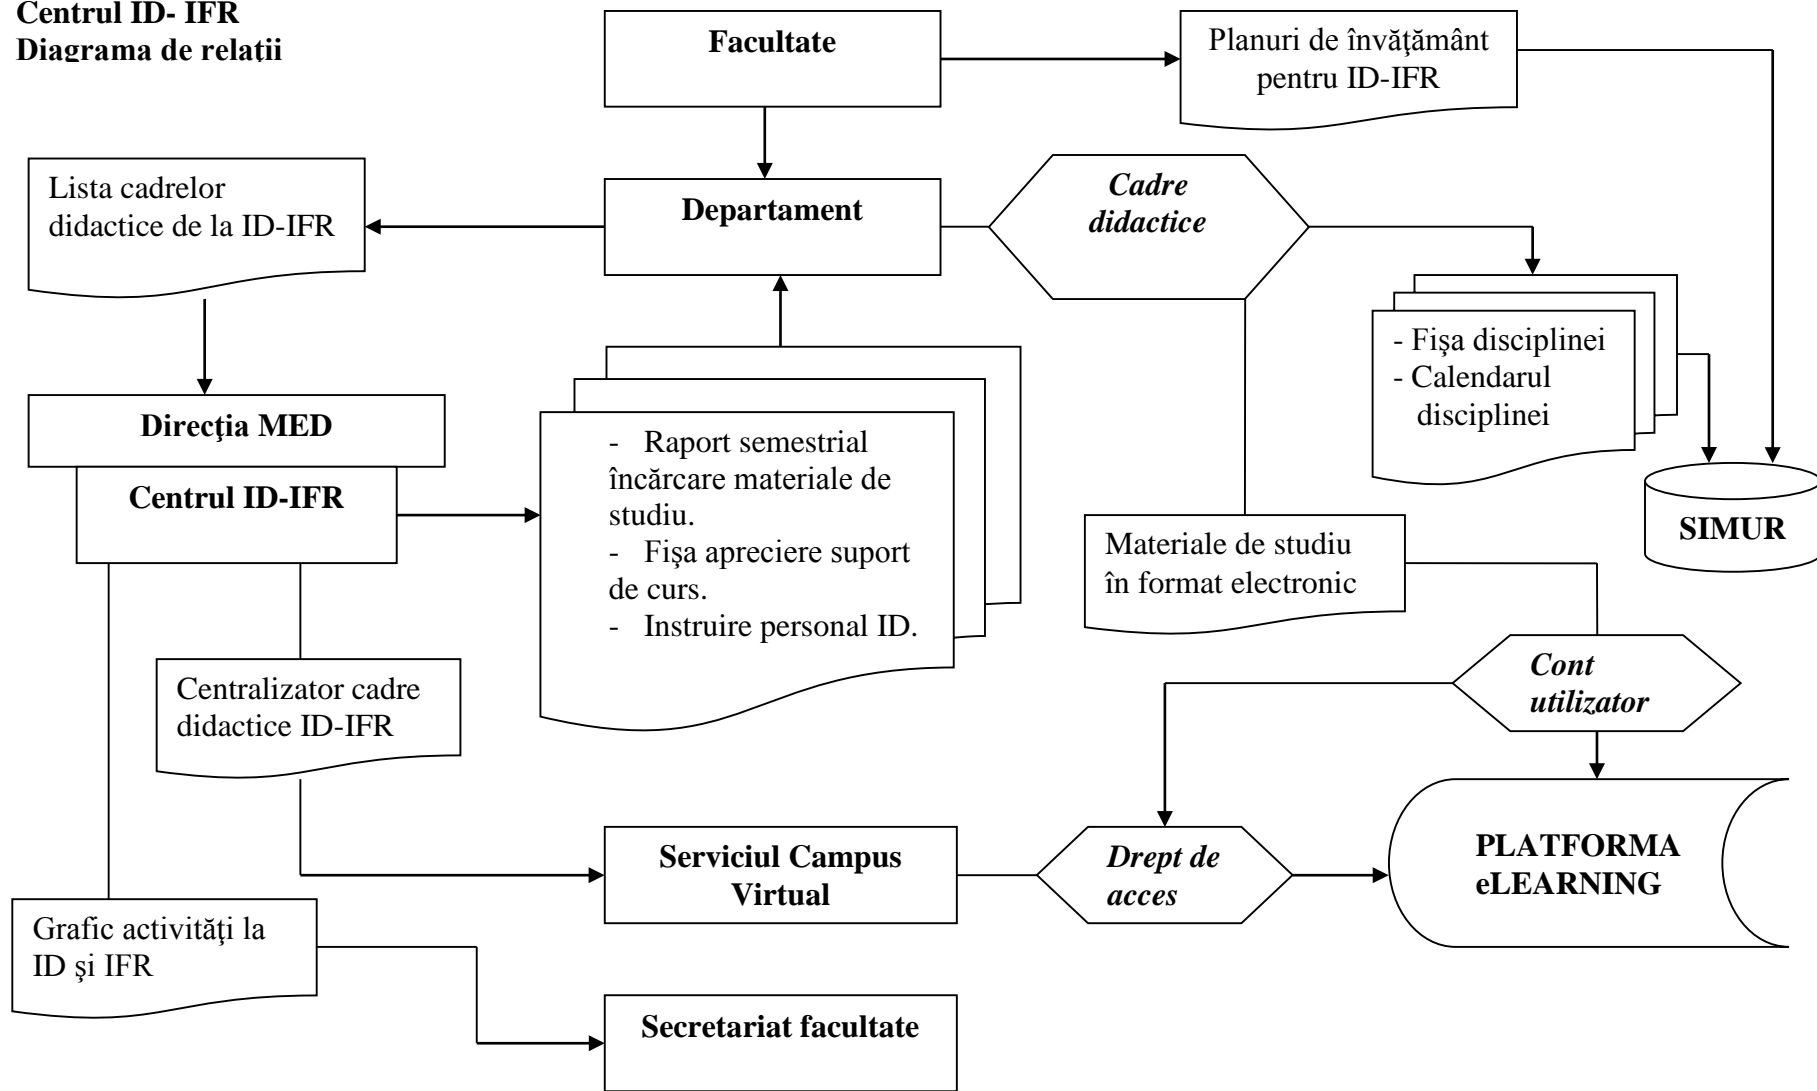 Centrul ID- IFR
Diagrama de relaţii
Facultate
Planuri de învăţământ
pentru ID-IFR
Lista cadrelor
didactice de la ID-IFR
Departament
Cadre
didactice
- Fişa disciplinei
- Calendarul
disciplinei
Direcţia MED
Centrul ID-IFR
- Raport semestrial
încărcare materiale de
studiu.
- Fişa apreciere suport
de curs.
- Instruire personal ID.
SIMUR
Materiale de studiu
în format electronic
Cont
utilizator
Centralizator cadre
didactice ID-IFR
Serviciul Campus
Virtual
Drept de
acces
PLATFORMA
eLEARNING
Grafic activităţi la
ID şi IFR
Secretariat facultate